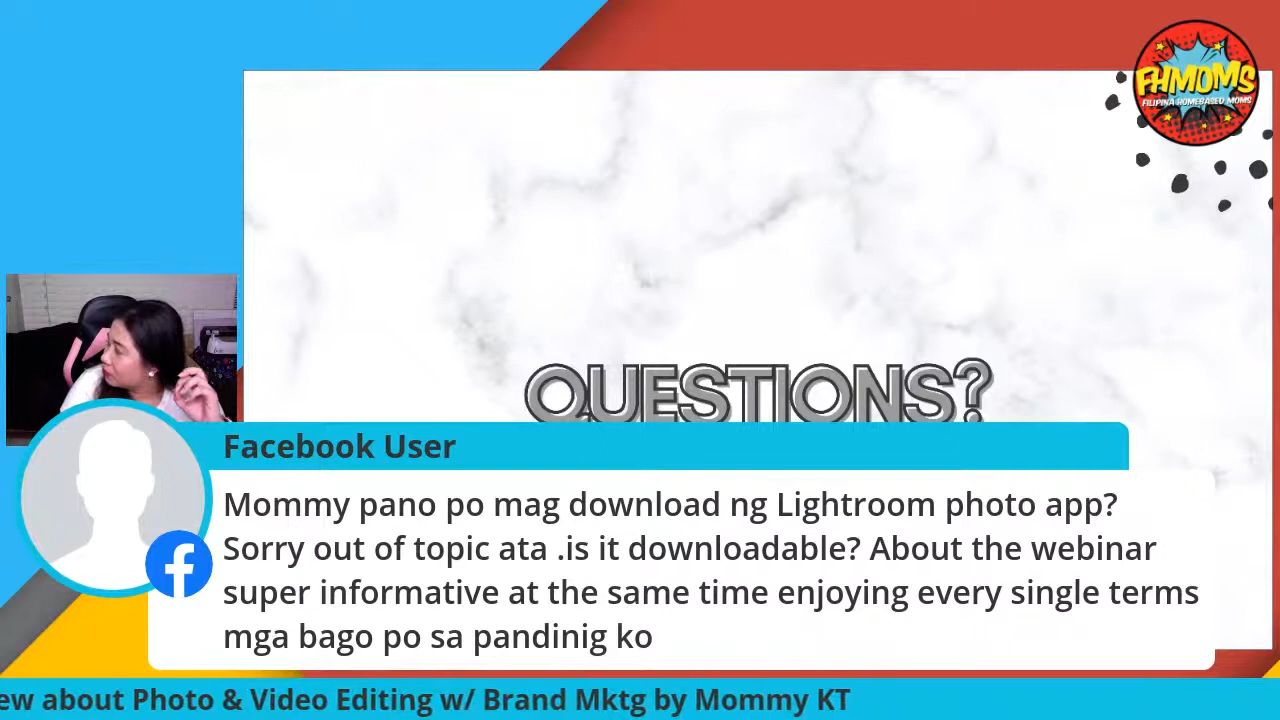 FHMOMS
FILIPINA HOMEBASED MOMS
QUESTIONS?
Facebook User
Mommy pano po mag download ng Lightroom photo app?
Sorry out of topic ata .is it downloadable? About the webinar
super informative at the same time enjoying every single terms
mga bago po sa pandinig ko
ew about Photo & Video Editing w/ Brand Mktg by Mommy KT